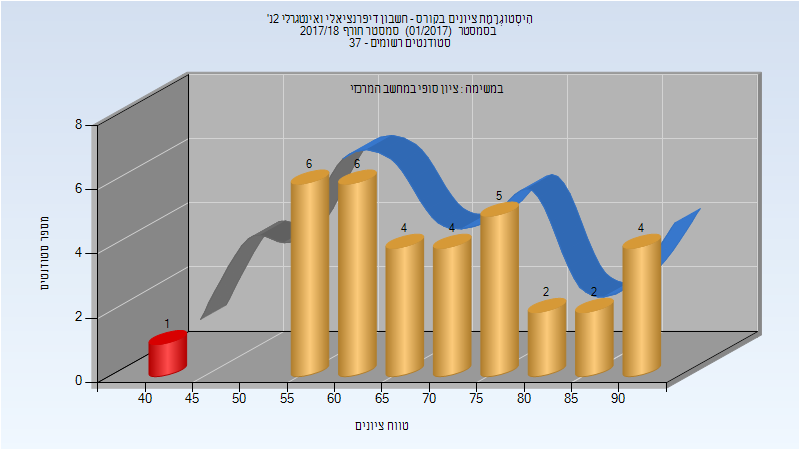 היסטוגרמת ציונים בקורס - חשבון דיפרנציאלי ואינטגרלי 2נ'
בסמסטר (01/2017) סמסטר חורף 2017/18
סטודנטים רשומים - 37
במשימה : ציון סופי במחשב המרכזי
מספר סטודנטים
8
6
4
2
0
1
6
6
4
4
5
2
2
4
40 45 50 55 60 65 70 75 80 85 90
טווח ציונים